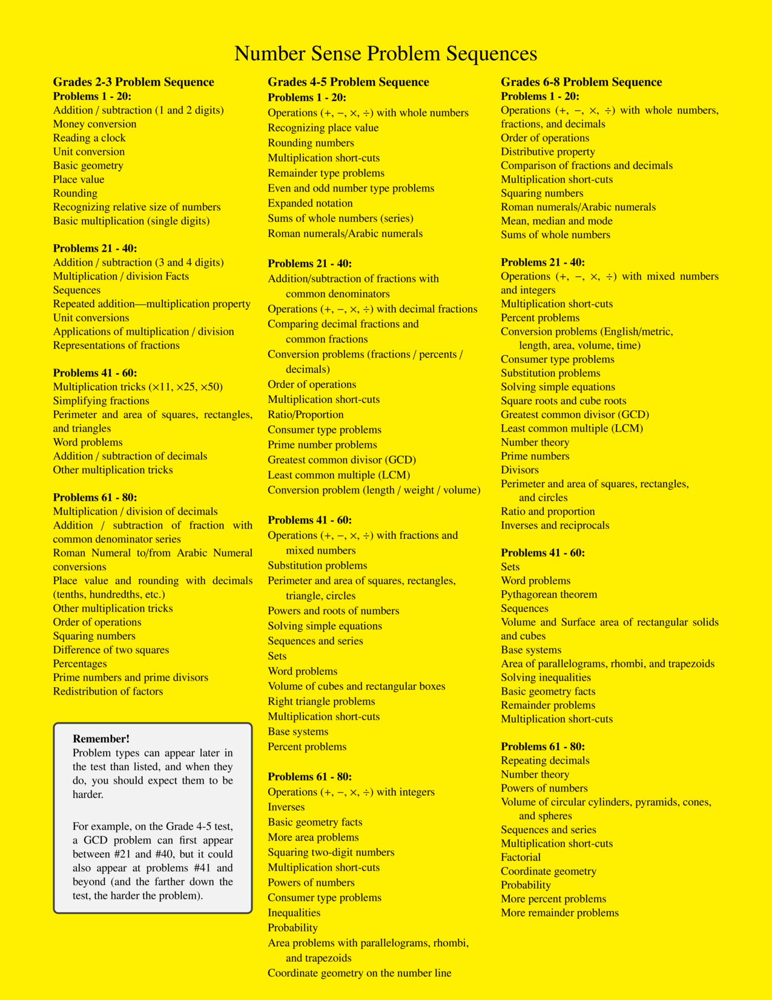 Number Sense Problem Sequences
Grades 2-3 Problem Sequence
Problems 1 - 20:
Addition / subtraction (1 and 2 digits)
Money conversion
Reading a clock
Unit conversion
Basic geometry
Place value
Rounding
Recognizing relative size of numbers
Basic multiplication (single digits)
Problems 21 - 40:
Addition / subtraction (3 and 4 digits)
Multiplication / division Facts
Sequences
Repeated addition—multiplication property
Unit conversions
Applications of multiplication / division
Representations of fractions
Problems 41 - 60:
Multiplication tricks (×11, ×25, ×50)
Simplifying fractions
Perimeter and area of squares, rectangles,
and triangles
Word problems
Addition / subtraction of decimals
Other multiplication tricks
Problems 61 - 80:
Multiplication / division of decimals
Addition / subtraction of fraction with
common denominator series
Roman Numeral to/from Arabic Numeral
conversions
Place value and rounding with decimals
(tenths, hundredths, etc.)
Other multiplication tricks
Order of operations
Squaring numbers
Difference of two squares
Percentages
Prime numbers and prime divisors
Redistribution of factors
Remember!
Problem types can appear later in
the test than listed, and when they
do, you should expect them to be
harder.
For example, on the Grade 4-5 test,
a GCD problem can first appear
between #21 and #40, but it could
also appear at problems #41 and
beyond (and the farther down the
test, the harder the problem).
Grades 4-5 Problem Sequence
Problems 1 - 20:
Operations (+, −, ×, ÷) with whole numbers
Recognizing place value
Rounding numbers
Multiplication short-cuts
Remainder type problems
Even and odd number type problems
Expanded notation
Sums of whole numbers (series)
Roman numerals/Arabic numerals
Problems 21 - 40:
Addition/subtraction of fractions with
common denominators
Operations (+, −, ×, ÷) with decimal fractions
Comparing decimal fractions and
common fractions
Conversion problems (fractions / percents /
decimals)
Order of operations
Multiplication short-cuts
Ratio/Proportion
Consumer type problems
Prime number problems
Greatest common divisor (GCD)
Least common multiple (LCM)
Conversion problem (length / weight / volume)
Problems 41 - 60:
Operations (+, −, ×, ÷) with fractions and
mixed numbers
Substitution problems
Perimeter and area of squares, rectangles,
triangle, circles
Powers and roots of numbers
Solving simple equations
Sequences and series
Sets
Word problems
Volume of cubes and rectangular boxes
Right triangle problems
Multiplication short-cuts
Base systems
Percent problems
Problems 61 - 80:
Operations (+, −, ×, ÷) with integers
Inverses
Basic geometry facts
More area problems
Squaring two-digit numbers
Multiplication short-cuts
Powers of numbers
Consumer type problems
Inequalities
Probability
Area problems with parallelograms, rhombi,
and trapezoids
Coordinate geometry on the number line
Grades 6-8 Problem Sequence
Problems 1 - 20:
Operations (+, −, ×, ÷) with whole numbers,
fractions, and decimals
Order of operations
Distributive property
Comparison of fractions and decimals
Multiplication short-cuts
Squaring numbers
Roman numerals/Arabic numerals
Mean, median and mode
Sums of whole numbers
Problems 21 - 40:
Operations (+, −, ×, ÷) with mixed numbers
and integers
Multiplication short-cuts
Percent problems
Conversion problems (English/metric,
length, area, volume, time)
Consumer type problems
Substitution problems
Solving simple equations
Square roots and cube roots
Greatest common divisor (GCD)
Least common multiple (LCM)
Number theory
Prime numbers
Divisors
Perimeter and area of squares, rectangles,
and circles
Ratio and proportion
Inverses and reciprocals
Problems 41 - 60:
Sets
Word problems
Pythagorean theorem
Sequences
Volume and Surface area of rectangular solids
and cubes
Base systems
Area of parallelograms, rhombi, and trapezoids
Solving inequalities
Basic geometry facts
Remainder problems
Multiplication short-cuts
Problems 61 - 80:
Repeating decimals
Number theory
Powers of numbers
Volume of circular cylinders, pyramids, cones,
and spheres
Sequences and series
Multiplication short-cuts
Factorial
Coordinate geometry
Probability
More percent problems
More remainder problems